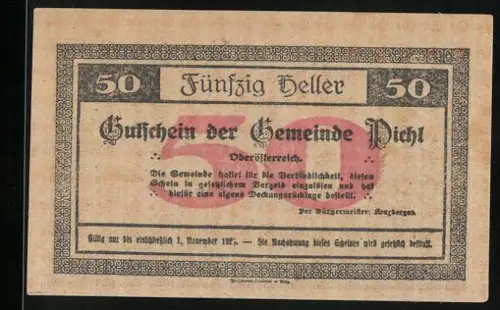 50 Fünfzig Heller 50
Gutschein der Gemeinde Pichl
50
Oberösterreich.
Die Gemeinde haftet für die Verbindlichkeit, diesen
Schein in gesetzlichem Bargeld einzulösen und hat
hiefür eine eigene Deckungsrücklage bestellt.
Der Bürgermeister:
Gültig nur bis einschließlich 1. November — Die Nachahmung dieses Scheines wird gesetzlich bestraft.